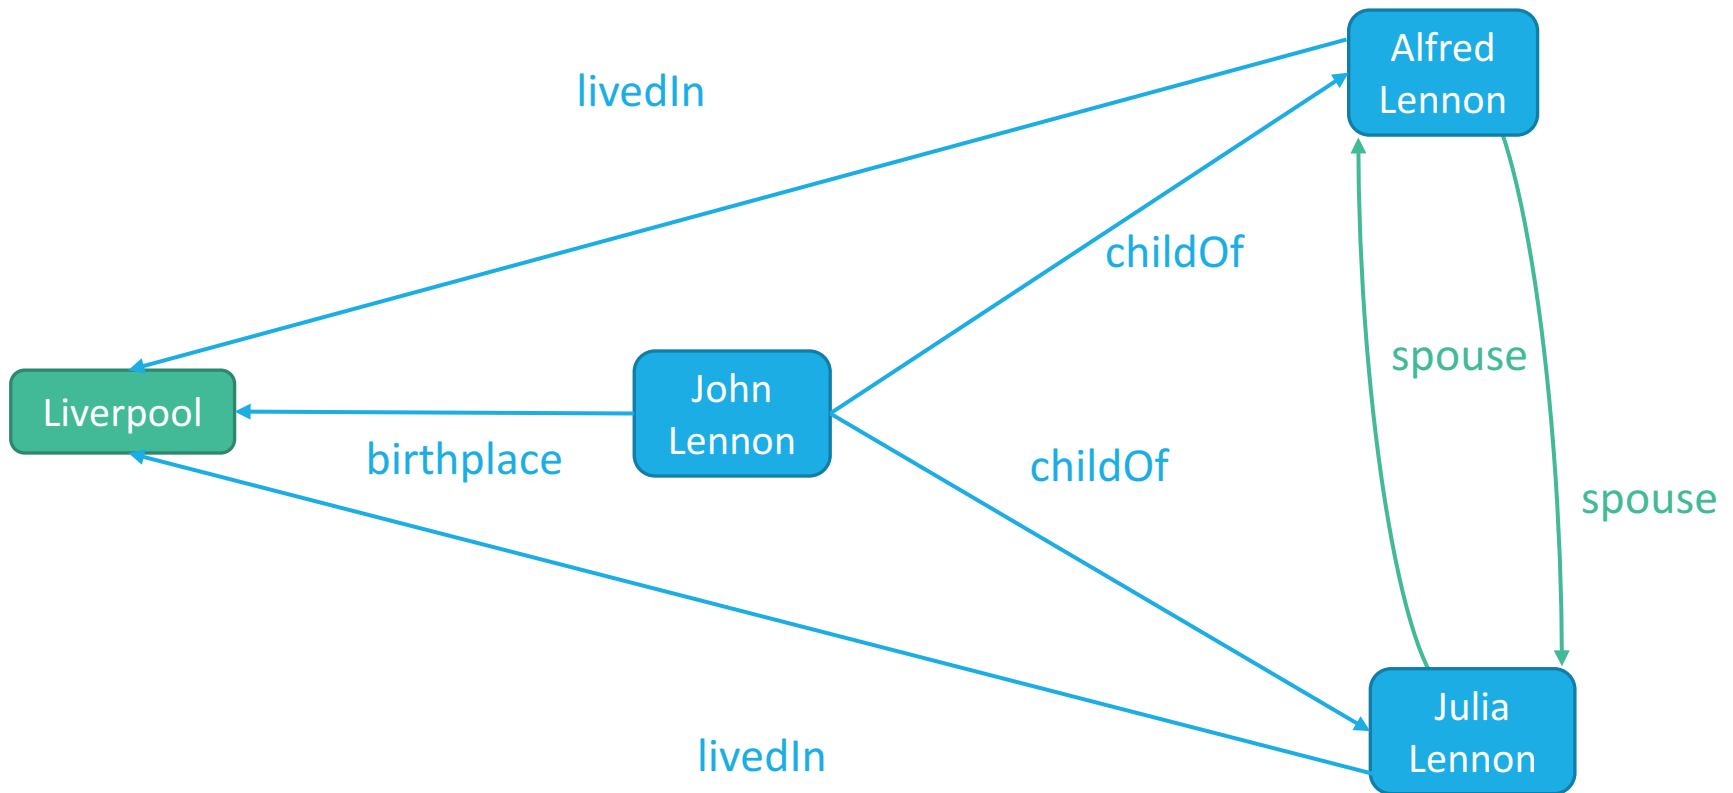 Alfred
Lennon
livedIn
childOf
spouse
John
Lennon
Liverpool
birthplace
childOf
spouse
Julia
Lennon
livedIn